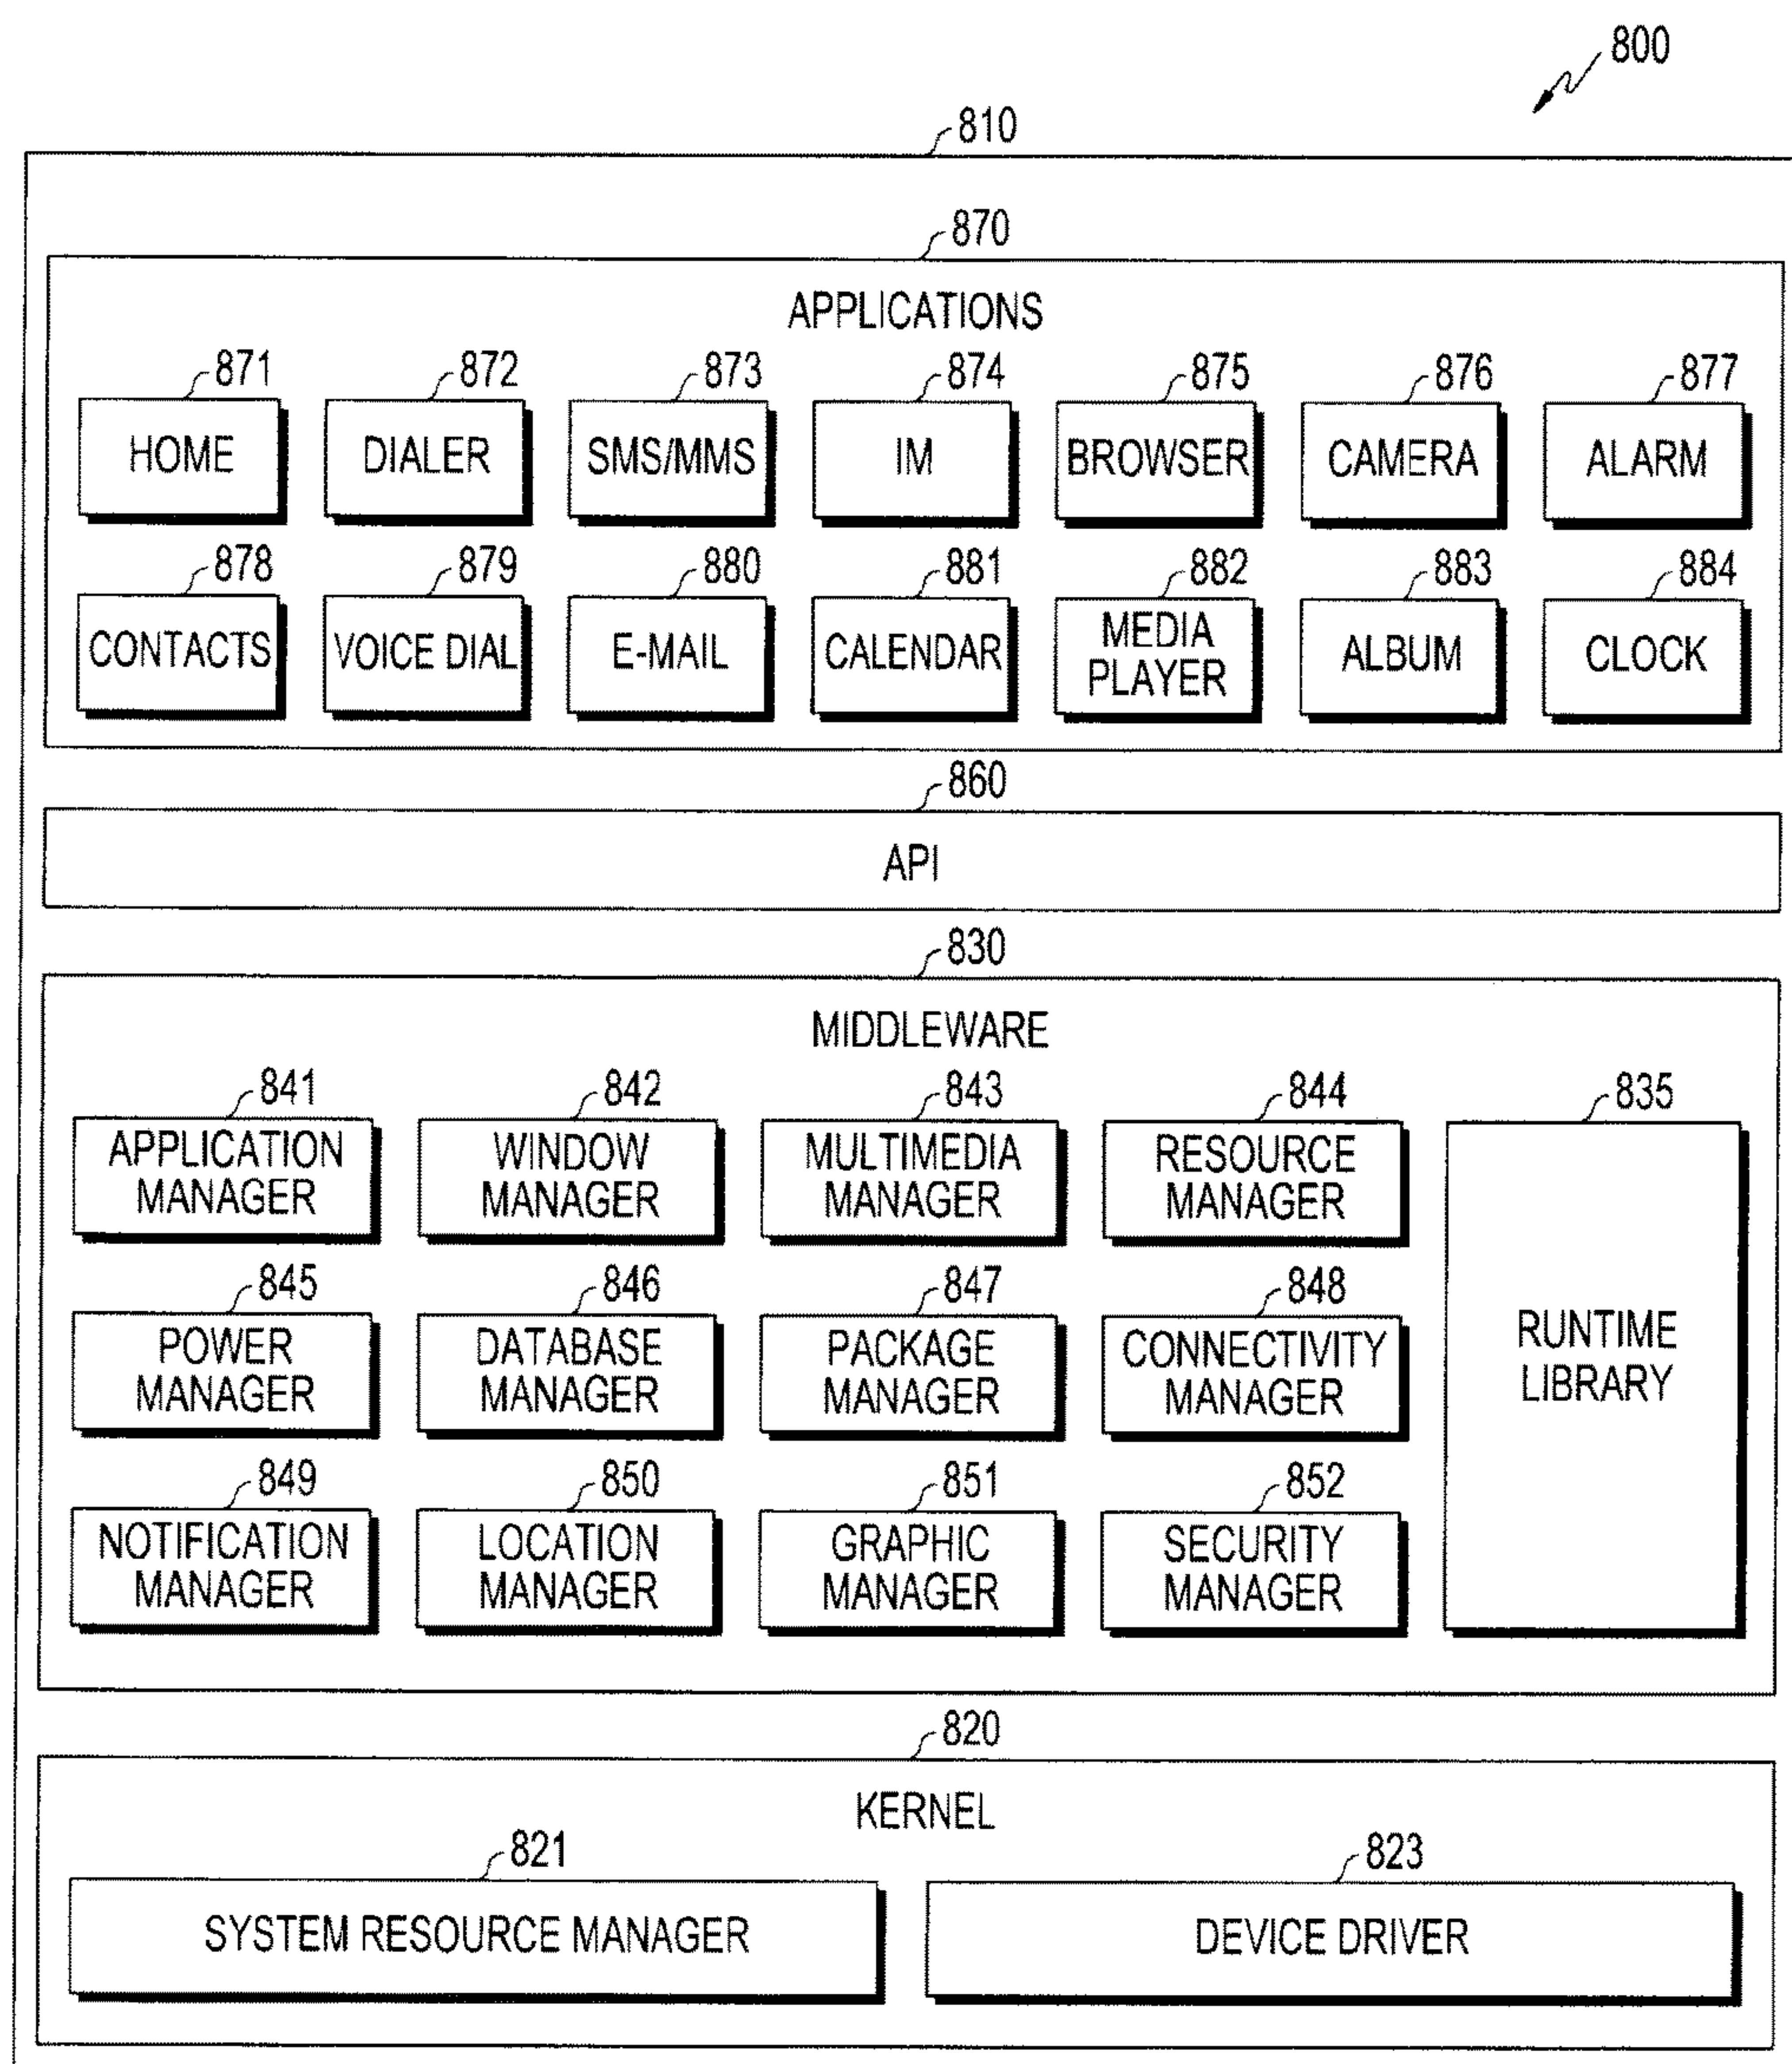 800
810
870
APPLICATIONS
871 872 873 874 875 876 877
HOME DIALER SMS/MMS IM BROWSER CAMERA ALARM
878 879 880 881 882 883 884
CONTACTS VOICE DIAL E-MAIL CALENDAR MEDIA PLAYER ALBUM CLOCK
860
API
830
MIDDLEWARE
841 842 843 844 835
APPLICATION MANAGER WINDOW MANAGER MULTIMEDIA MANAGER RESOURCE MANAGER
845 846 847 848
POWER MANAGER DATABASE MANAGER PACKAGE MANAGER CONNECTIVITY MANAGER RUNTIME LIBRARY
849 850 851 852
NOTIFICATION MANAGER LOCATION MANAGER GRAPHIC MANAGER SECURITY MANAGER
820
KERNEL
821 823
SYSTEM RESOURCE MANAGER DEVICE DRIVER